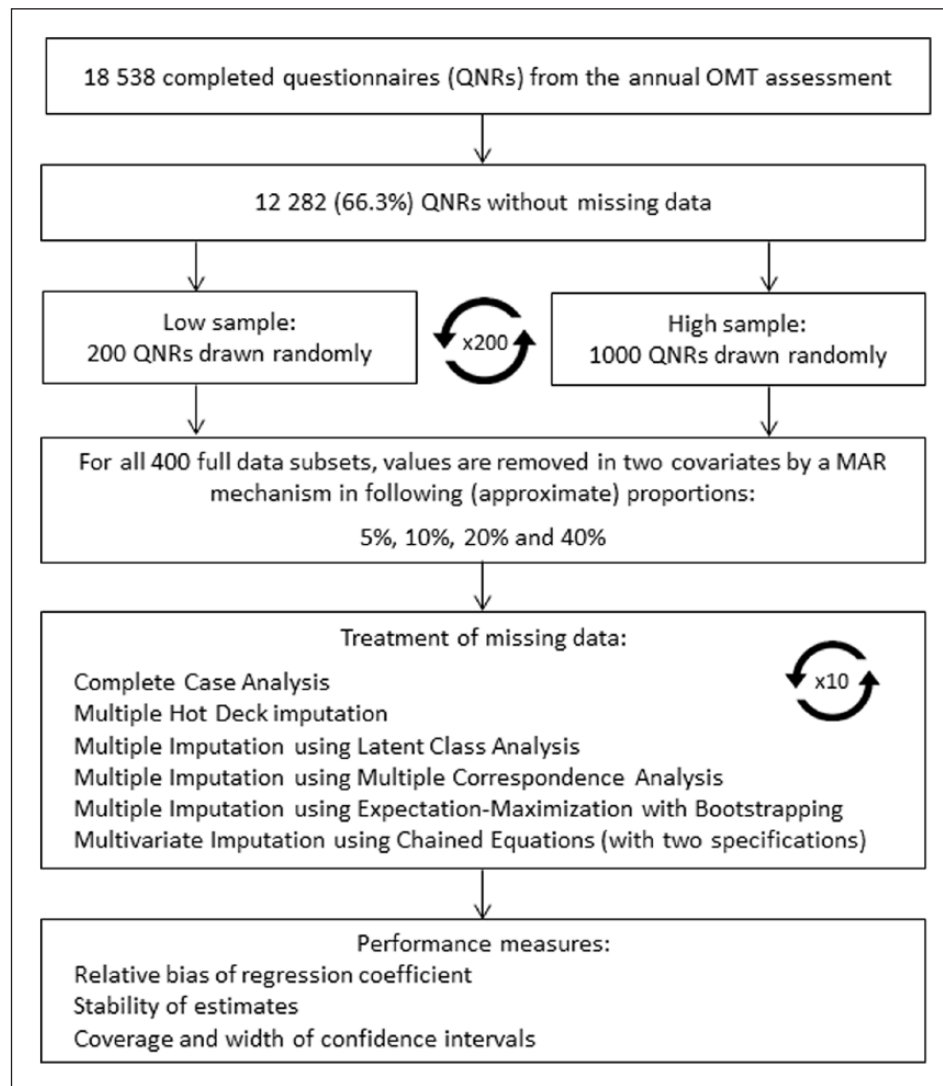 18 538 completed questionnaires (QNRs) from the annual OMT assessment
12 282 (66.3%) QNRs without missing data
Low sample:
200 QNRs drawn randomly
x200
High sample:
1000 QNRs drawn randomly
For all 400 full data subsets, values are removed in two covariates by a MAR
mechanism in following (approximate) proportions:
5%, 10%, 20% and 40%
Treatment of missing data:
x10
Complete Case Analysis
Multiple Hot Deck imputation
Multiple Imputation using Latent Class Analysis
Multiple Imputation using Multiple Correspondence Analysis
Multiple Imputation using Expectation-Maximization with Bootstrapping
Multivariate Imputation using Chained Equations (with two specifications)
Performance measures:
Relative bias of regression coefficient
Stability of estimates
Coverage and width of confidence intervals